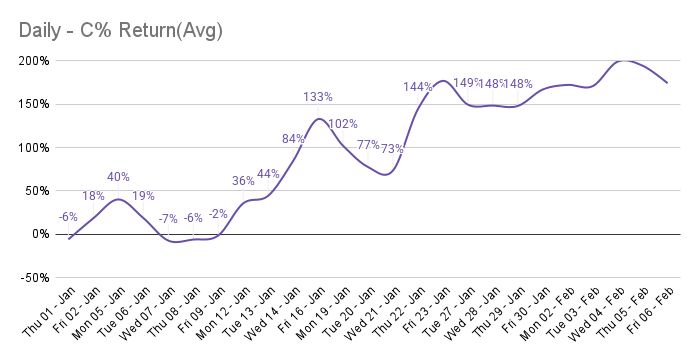 Daily - C% Return(Avg)
200%
150%
100%
50%
0%
-50%
-6%
18%
40%
19%
-7%
-6%
-2%
36%
44%
84%
133%
102%
77%
73%
144%
149%
148%
148%
Thu 01 - Jan
Fri 02 - Jan
Mon 05 - Jan
Tue 06 - Jan
Wed 07 - Jan
Thu 08 - Jan
Fri 09 - Jan
Mon 12 - Jan
Tue 13 - Jan
Wed 14 - Jan
Fri 16 - Jan
Mon 19 - Jan
Tue 20 - Jan
Wed 21 - Jan
Thu 22 - Jan
Fri 23 - Jan
Tue 27 - Jan
Wed 28 - Jan
Thu 29 - Jan
Fri 30 - Jan
Mon 02 - Feb
Tue 03 - Feb
Wed 04 - Feb
Thu 05 - Feb
Fri 06 - Feb